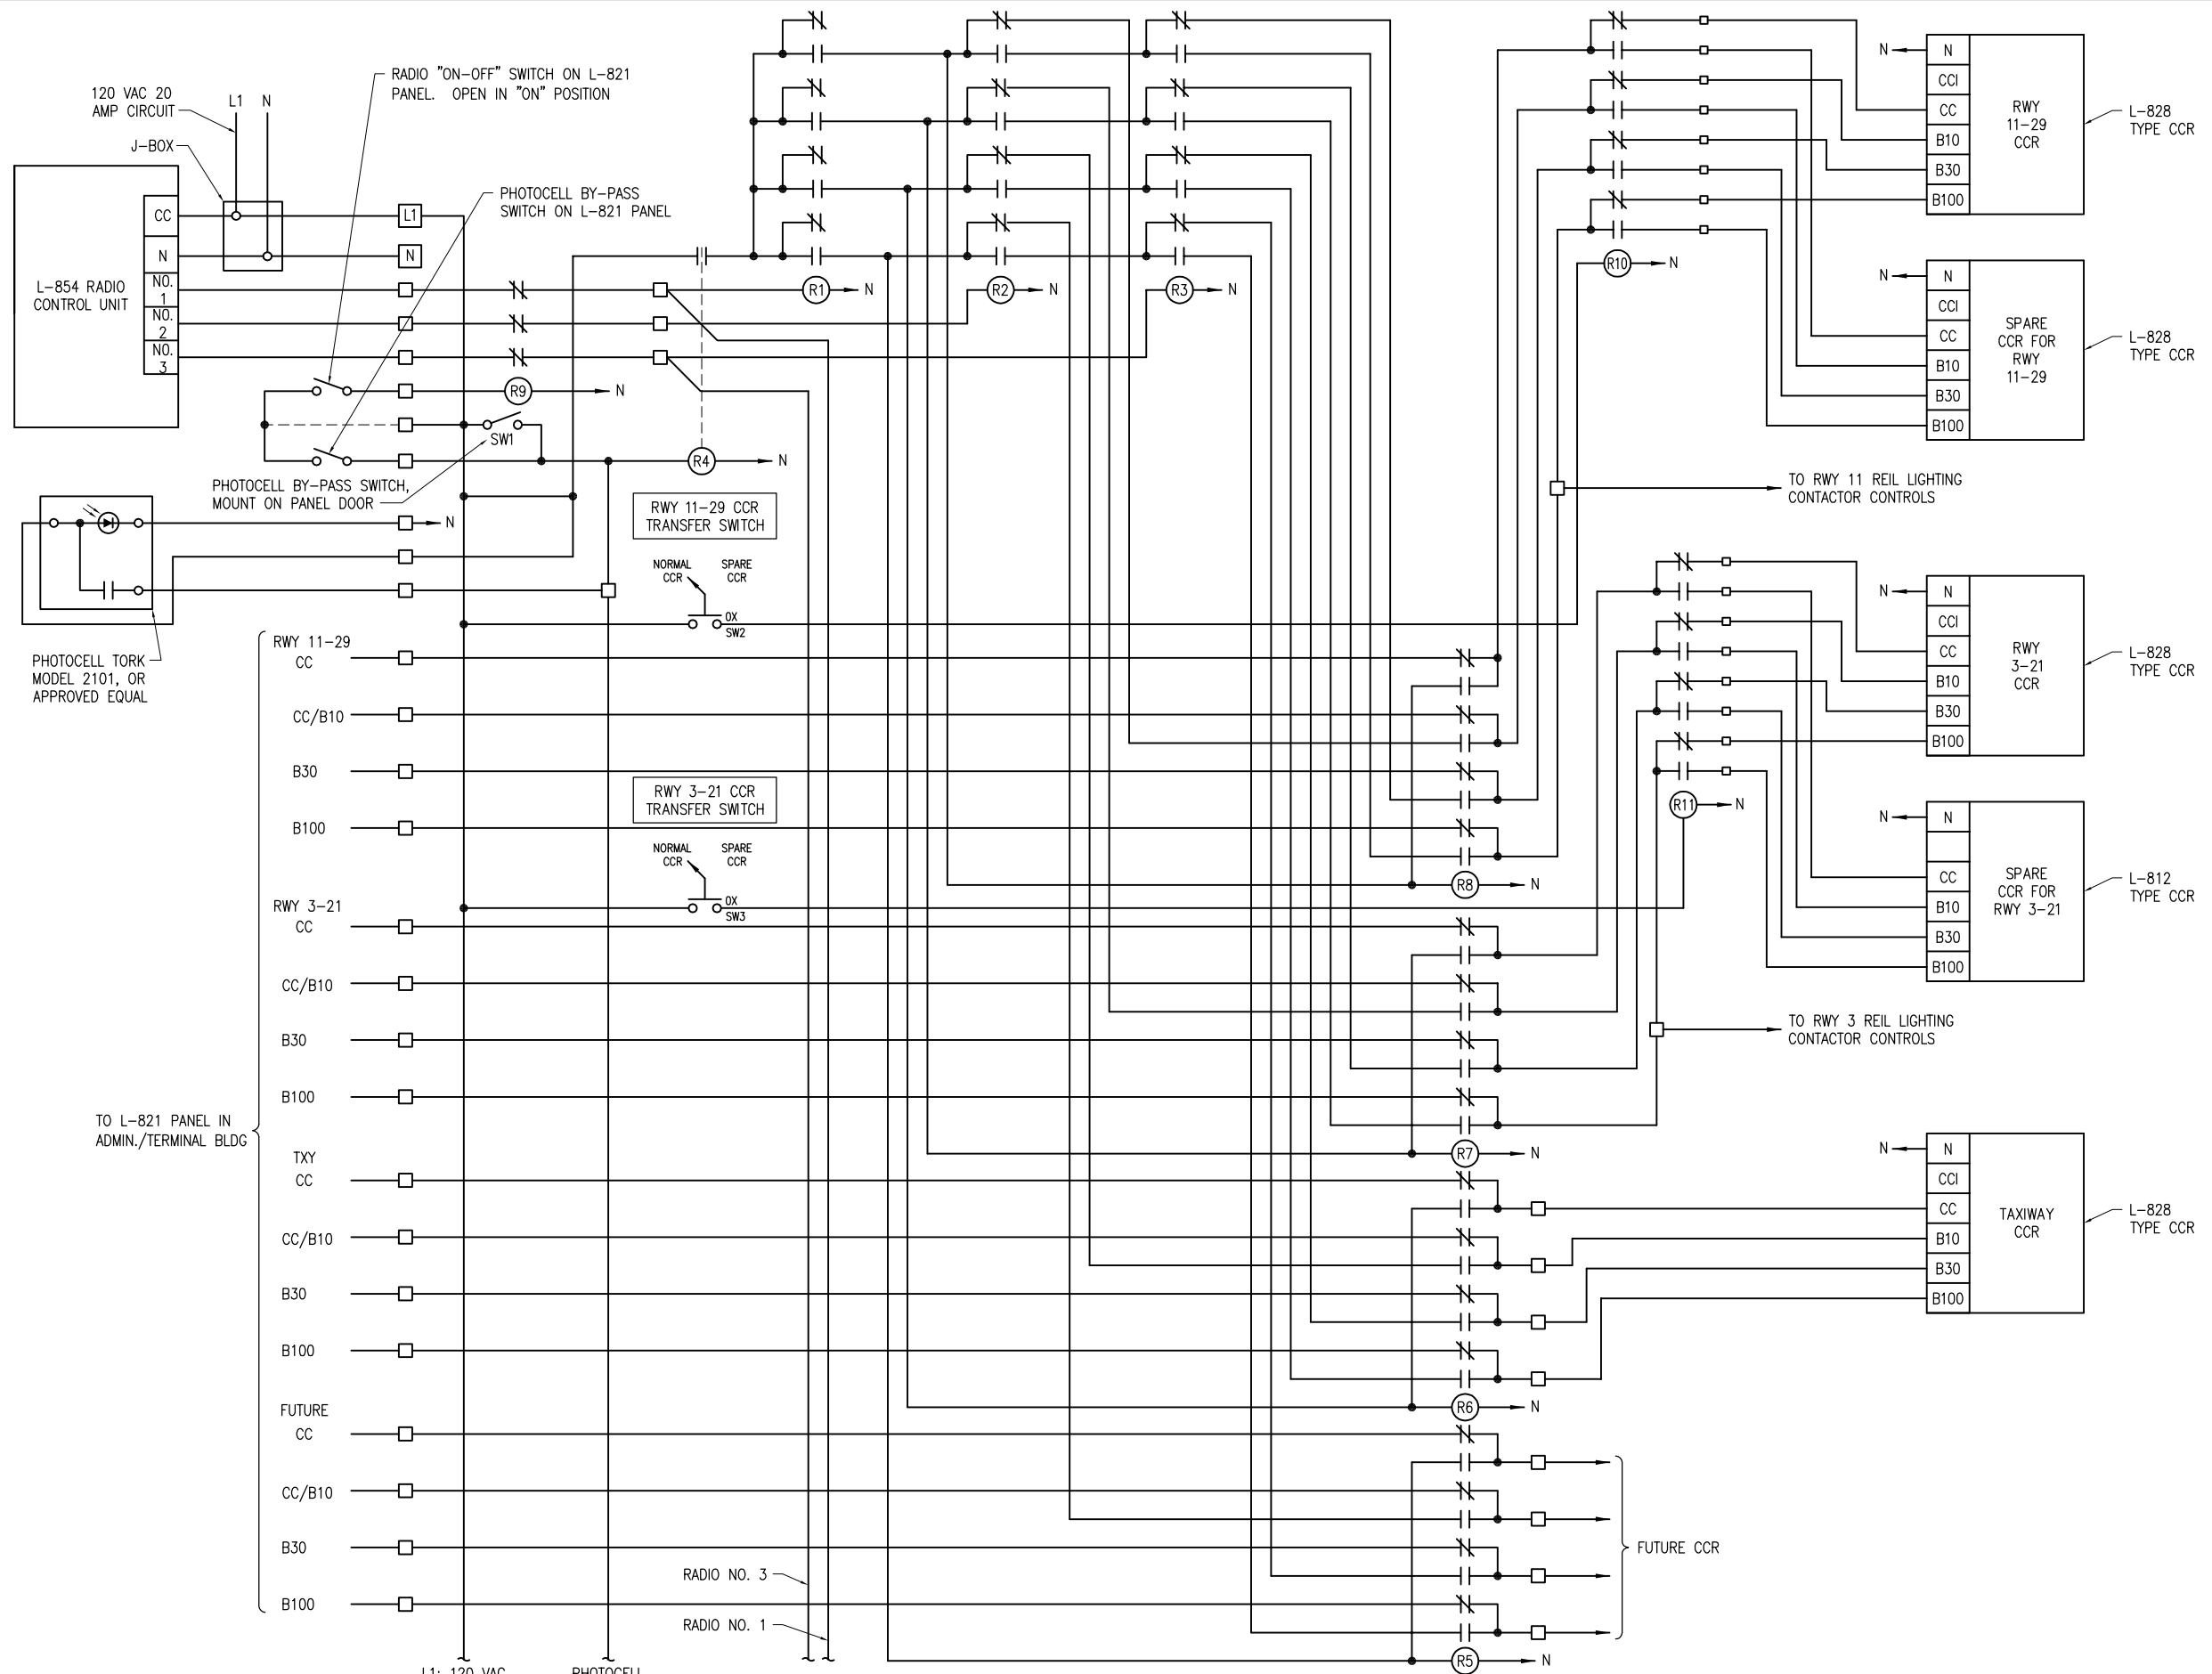 RADIO "ON-OFF" SWITCH ON L-821
PANEL. OPEN IN "ON" POSITION
120 VAC 20
AMP CIRCUIT
L1 N
J-BOX
PHOTOCELL BY-PASS
SWITCH ON L-821 PANEL
L-854 RADIO
CONTROL UNIT
CC
N
NO.
1
NO.
2
NO.
3
L1
N
R1 N
R2 N
R3 N
R9 N
SW1
R4 N
PHOTOCELL BY-PASS SWITCH,
MOUNT ON PANEL DOOR
N
PHOTOCELL TORK
MODEL 2101, OR
APPROVED EQUAL
RWY 11-29 CCR
TRANSFER SWITCH
NORMAL
CCR
SPARE
CCR
OX
SW2
RWY 3-21 CCR
TRANSFER SWITCH
NORMAL
CCR
SPARE
CCR
OX
SW3
TO L-821 PANEL IN
ADMIN./TERMINAL BLDG
RWY 11-29
CC
CC/B10
B30
B100
RWY 3-21
CC
CC/B10
B30
B100
TXY
CC
CC/B10
B30
B100
FUTURE
CC
CC/B10
B30
B100
RADIO NO. 3
RADIO NO. 1
L1: 120 VAC
PHOTOCELL
R8 N
R7 N
R6 N
R5 N
FUTURE CCR
R10 N
R11 N
N
N
CCI
CC
B10
B30
B100
RWY
11-29
CCR
L-828
TYPE CCR
N
N
CCI
CC
B10
B30
B100
SPARE
CCR FOR
RWY
11-29
L-828
TYPE CCR
TO RWY 11 REIL LIGHTING
CONTACTOR CONTROLS
N
N
CCI
CC
B10
B30
B100
RWY
3-21
CCR
L-828
TYPE CCR
N
N
CC
B10
B30
B100
SPARE
CCR FOR
RWY 3-21
L-812
TYPE CCR
TO RWY 3 REIL LIGHTING
CONTACTOR CONTROLS
N
N
CCI
CC
B10
B30
B100
TAXIWAY
CCR
L-828
TYPE CCR